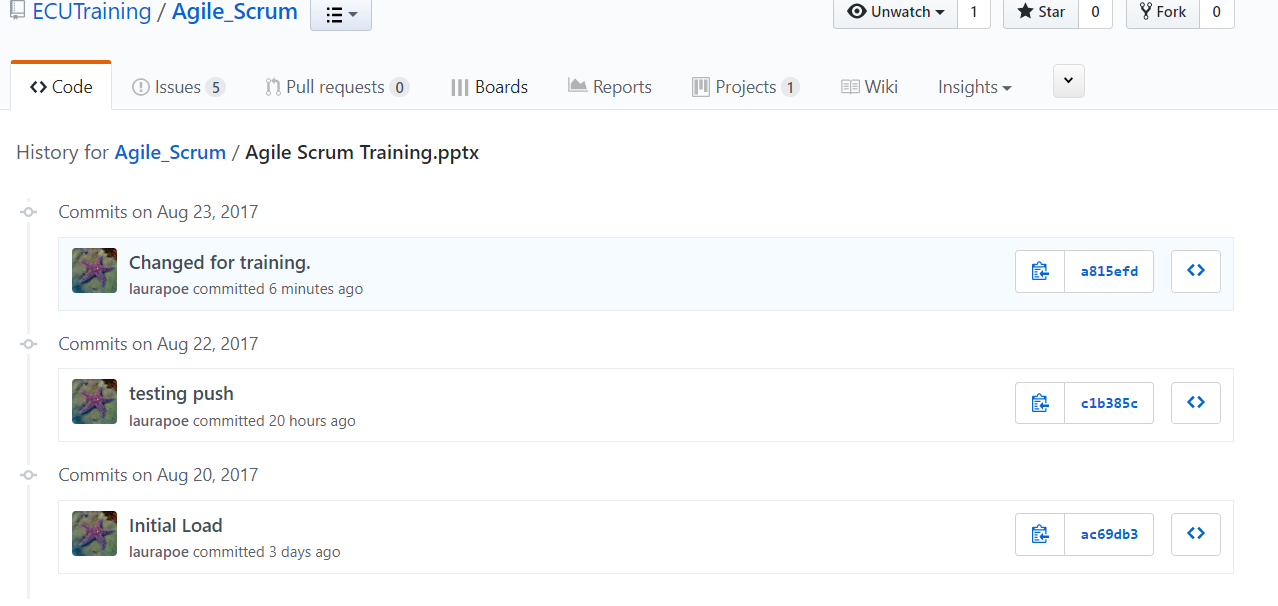 ECUTraining / Agile_Scrum
Unwatch 1 Star 0 Fork 0
Code Issues 5 Pull requests 0 Boards Reports Projects 1 Wiki Insights
History for Agile_Scrum / Agile Scrum Training.pptx
Commits on Aug 23, 2017
Changed for training.
laurapoe committed 6 minutes ago
a815efd
Commits on Aug 22, 2017
testing push
laurapoe committed 20 hours ago
c1b385c
Commits on Aug 20, 2017
Initial Load
laurapoe committed 3 days ago
ac69db3